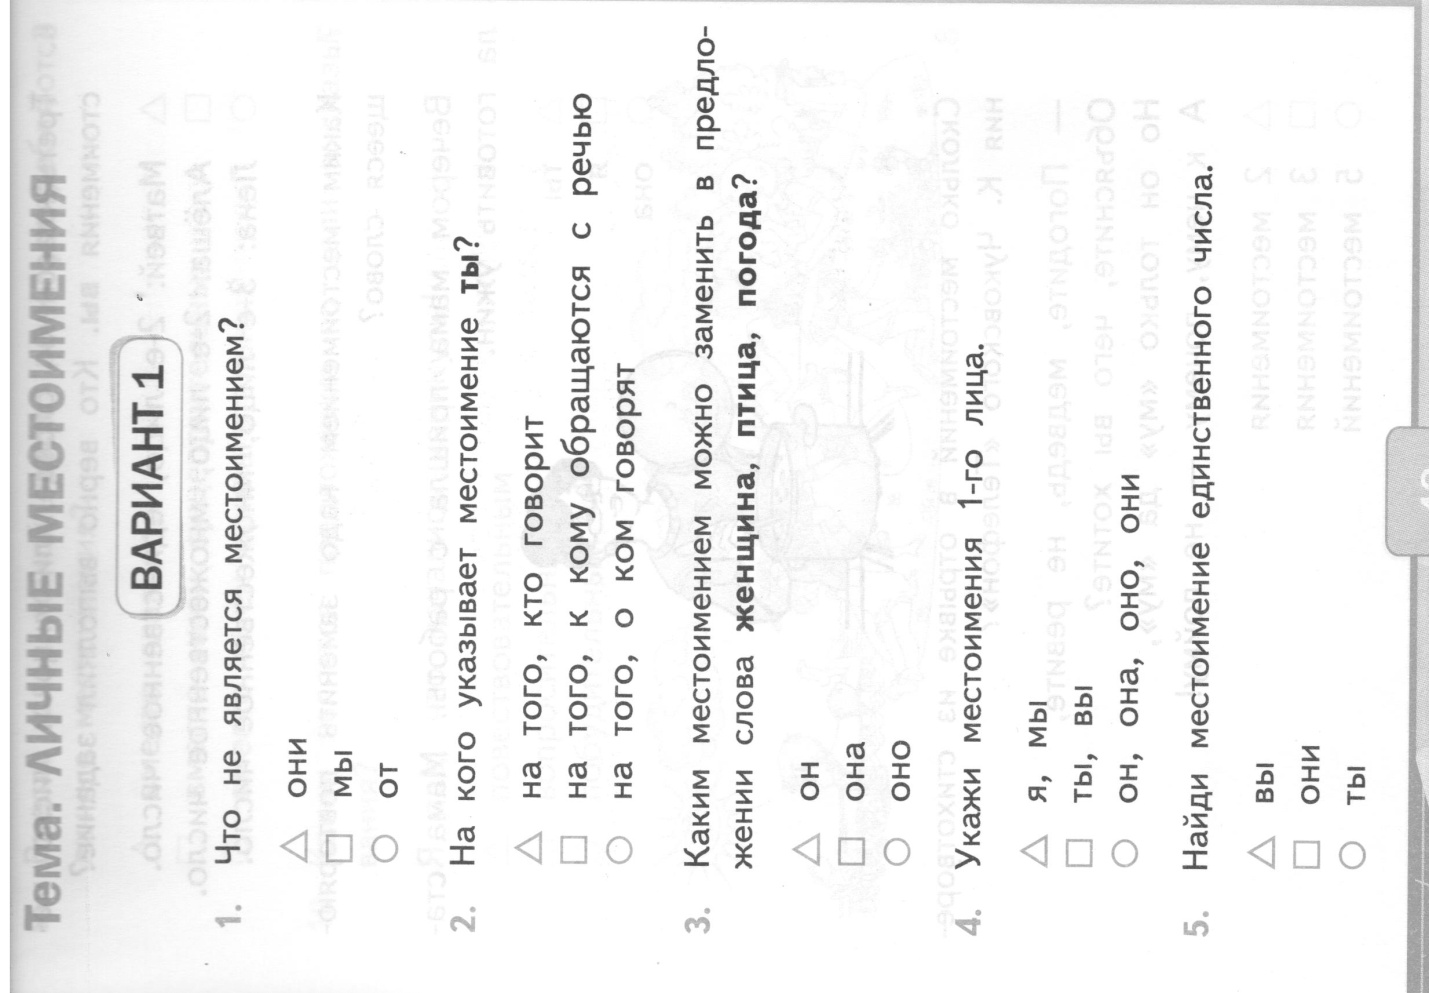 Тема. ЛИЧНЫЕ МЕСТОИМЕНИЯ
ВАРИАНТ 1
1. Что не является местоимением?
△ они
□ мы
○ от
2. На кого указывает местоимение ты?
△ на того, кто говорит
□ на того, к кому обращаются с речью
○ на того, о ком говорят
3. Каким местоимением можно заменить в предло-
жении слова женщина, птица, погода?
△ он
□ она
○ оно
4. Укажи местоимения 1-го лица.
△ я, мы
□ ты, вы
○ он, она, оно, они
5. Найди местоимение единственного числа.
△ вы
□ они
○ ты